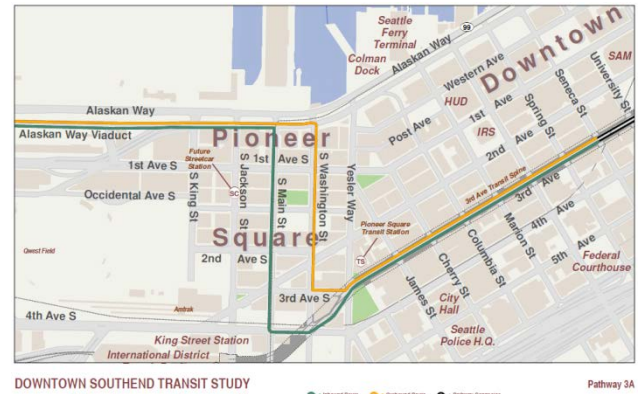 Seattle
Ferry
Terminal
Colman
Dock
99
Alaskan Way
Western Ave
Downtown
SAM
University St
Seneca St
Spring St
HUD
1st Ave
IRS
2nd Ave
Post Ave
Alaskan Way
Alaskan Way Viaduct
Pioneer
Square
Future
Streetcar
Station
SC
1st Ave S
S 1st Ave S
S King St
S Jackson St
S Main St
S Washington St
Yesler Way
Occidental Ave S
2nd Ave S
3rd Ave Transit Spine
3rd Ave
Pioneer Square
Transit Station
TS
Marion St
4th Ave
Columbia St
5th Ave
Cherry St
James St
Federal
Courthouse
City
Hall
Seattle
Police H.Q.
Qwest Field
Amtrak
3rd Ave S
4th Ave S
King Street Station
International District
DOWNTOWN SOUTHEND TRANSIT STUDY
Pathway 3A